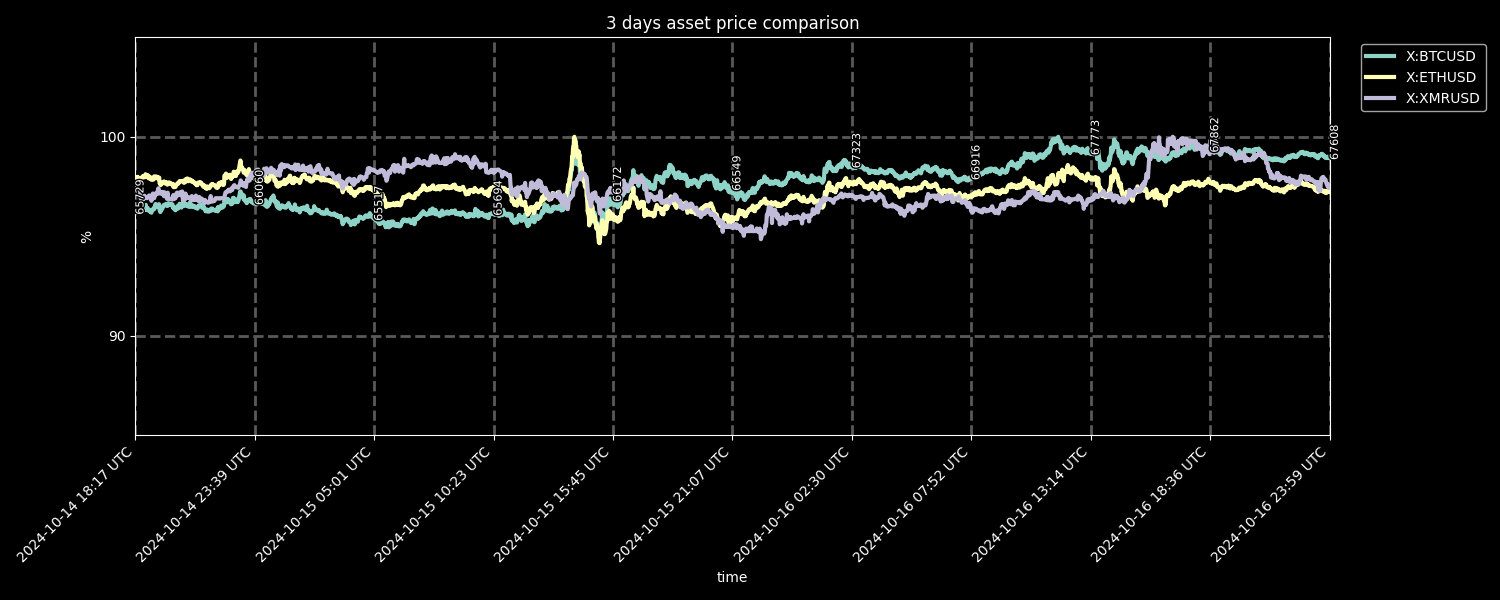 3 days asset price comparison
X:BTCUSD
X:ETHUSD
X:XMRUSD
100
90
%
66060
65517
65694
66172
66549
67323
66916
67773
67862
67608
2024-10-14 18:17 UTC
2024-10-14 23:39 UTC
2024-10-15 05:01 UTC
2024-10-15 10:23 UTC
2024-10-15 15:45 UTC
2024-10-15 21:07 UTC
2024-10-16 02:30 UTC
2024-10-16 07:52 UTC
2024-10-16 13:14 UTC
2024-10-16 18:36 UTC
2024-10-16 23:59 UTC
time